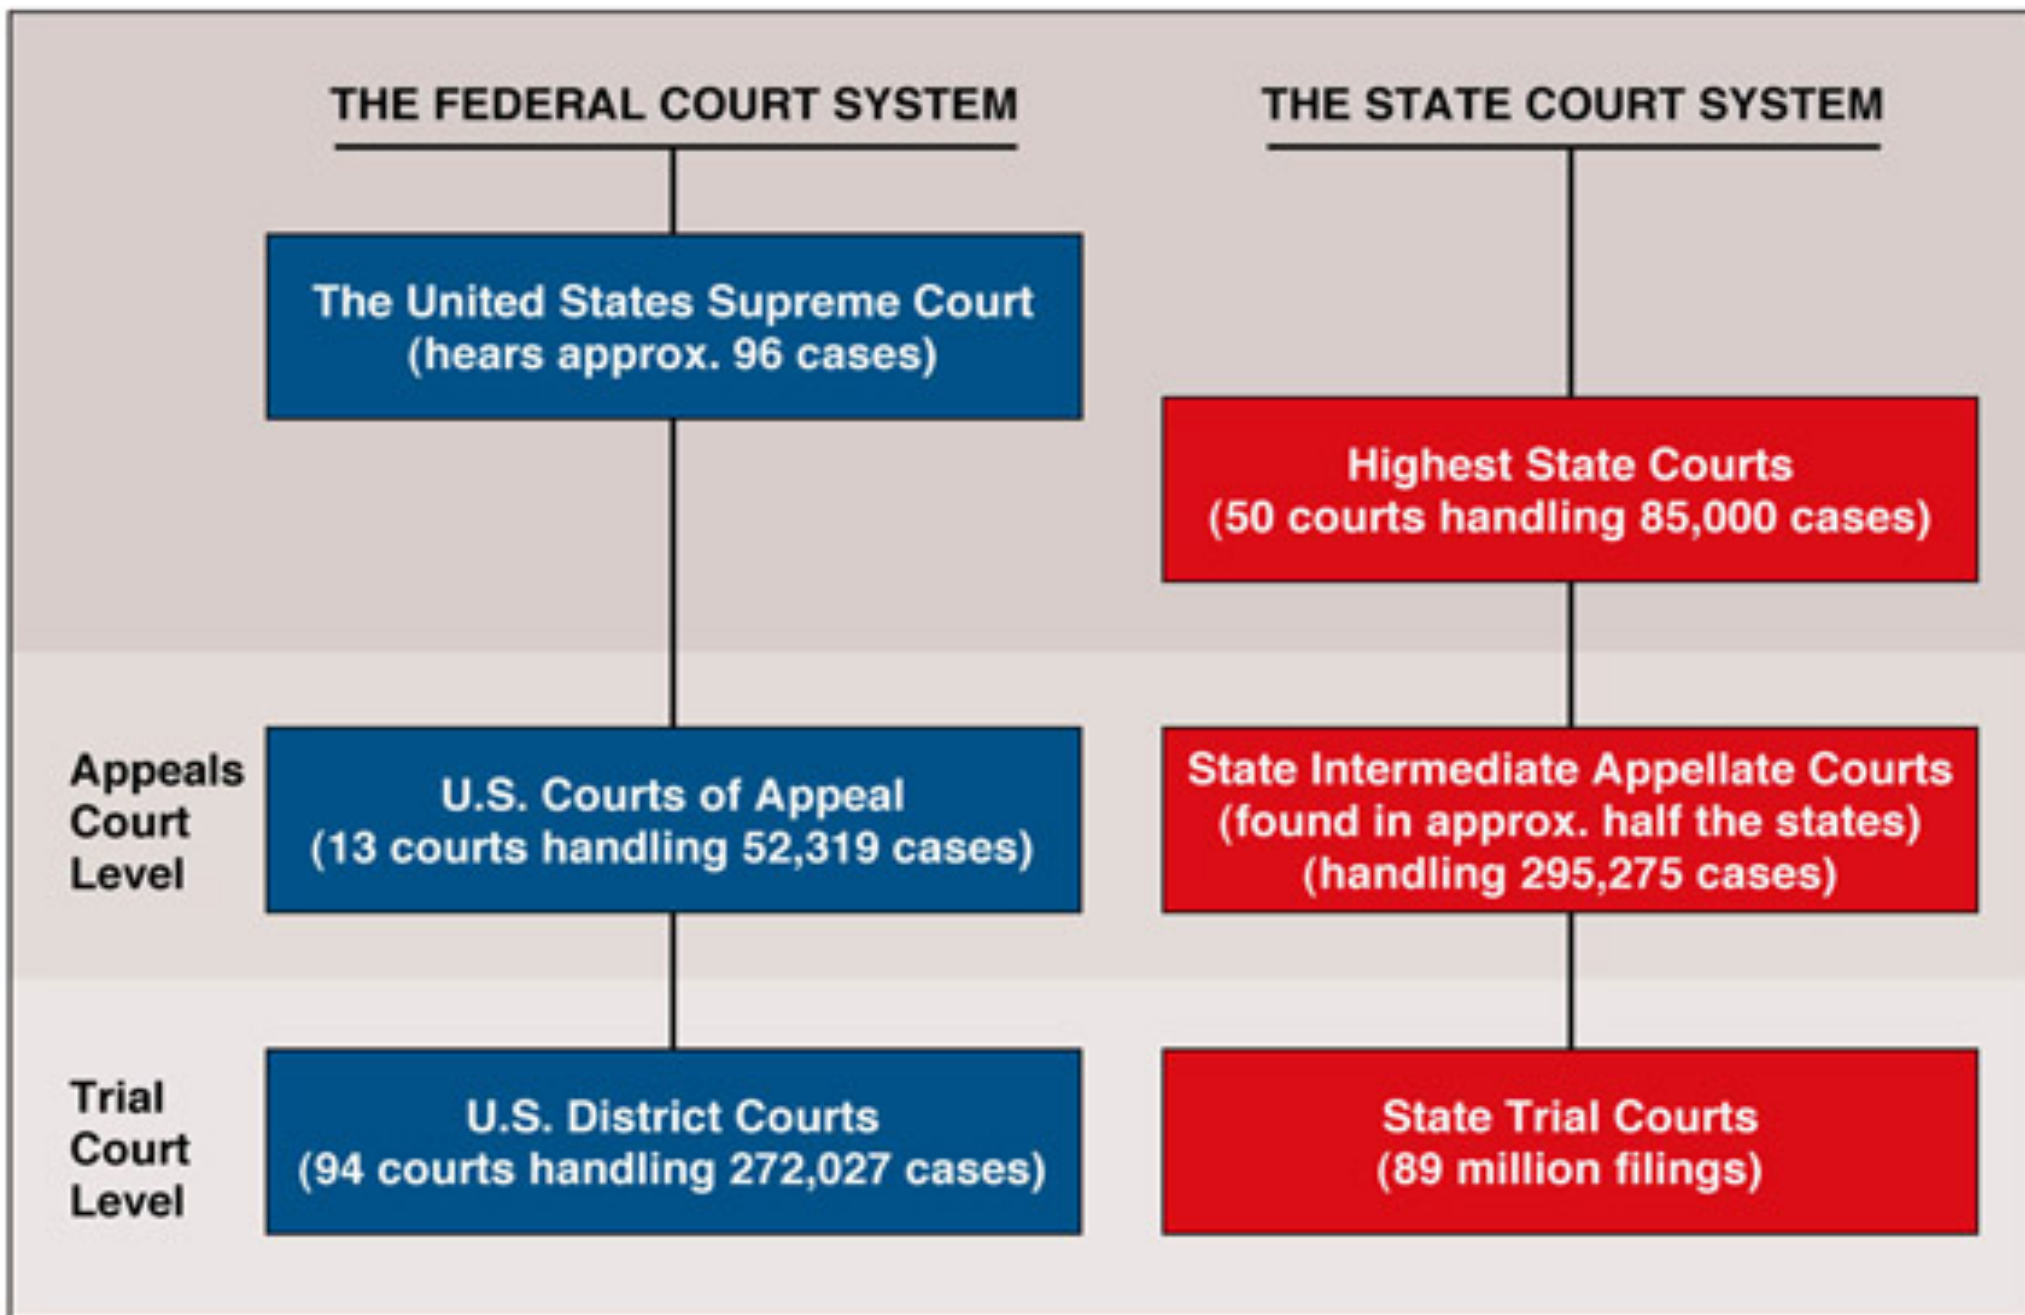 THE FEDERAL COURT SYSTEM
The United States Supreme Court
(hears approx. 96 cases)
U.S. Courts of Appeal
(13 courts handling 52,319 cases)
U.S. District Courts
(94 courts handling 272,027 cases)
THE STATE COURT SYSTEM
Highest State Courts
(50 courts handling 85,000 cases)
State Intermediate Appellate Courts
(found in approx. half the states)
(handling 295,275 cases)
State Trial Courts
(89 million filings)
Appeals
Court
Level
Trial
Court
Level